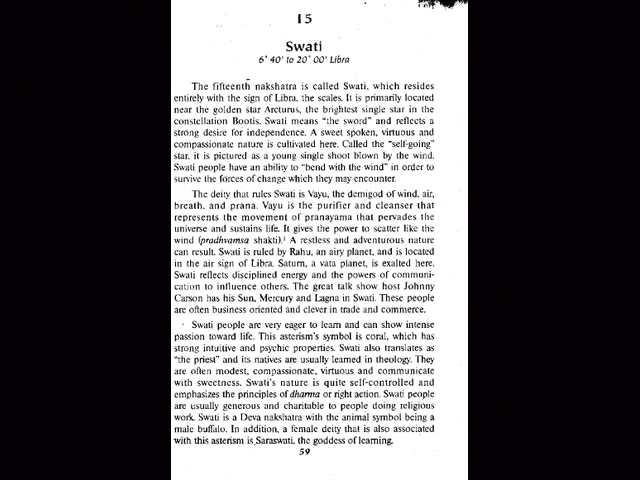 15
Swati
6° 40' to 20° 00' Libra
The fifteenth nakshatra is called Swati, which resides
entirely with the sign of Libra, the scales. It is primarily located
near the golden star Arcturus, the brightest single star in the
constellation Bootis. Swati means "the sword" and reflects a
strong desire for independence. A sweet spoken, virtuous and
compassionate nature is cultivated here. Called the "self-going"
star, it is pictured as a young single shoot blown by the wind.
Swati people have an ability to "bend with the wind" in order to
survive the forces of change which they may encounter.
The deity that rules Swati is Vayu, the demigod of wind, air,
breath, and prana. Vayu is the purifier and cleanser that
represents the movement of pranayama that pervades the
universe and sustains life. It gives the power to scatter like the
wind (pradhvamsa shakti).¹ A restless and adventurous nature
can result. Swati is ruled by Rahu, an airy planet, and is located
in the air sign of Libra. Saturn, a vata planet, is exalted here.
Swati reflects disciplined energy and the powers of communi-
cation to influence others. The great talk show host Johnny
Carson has his Sun, Mercury and Lagna in Swati. These people
are often business oriented and clever in trade and commerce.
Swati people are very eager to learn and can show intense
passion toward life. This asterism's symbol is coral, which has
strong intuitive and psychic properties. Swati also translates as
"the priest" and its natives are usually learned in theology. They
are often modest, compassionate, virtuous and communicate
with sweetness. Swati's nature is quite self-controlled and
emphasizes the principles of dharma or right action. Swati people
are usually generous and charitable to people doing religious
work. Swati is a Deva nakshatra with the animal symbol being a
male buffalo. In addition, a female deity that is also associated
with this asterism is Saraswati, the goddess of learning.
59